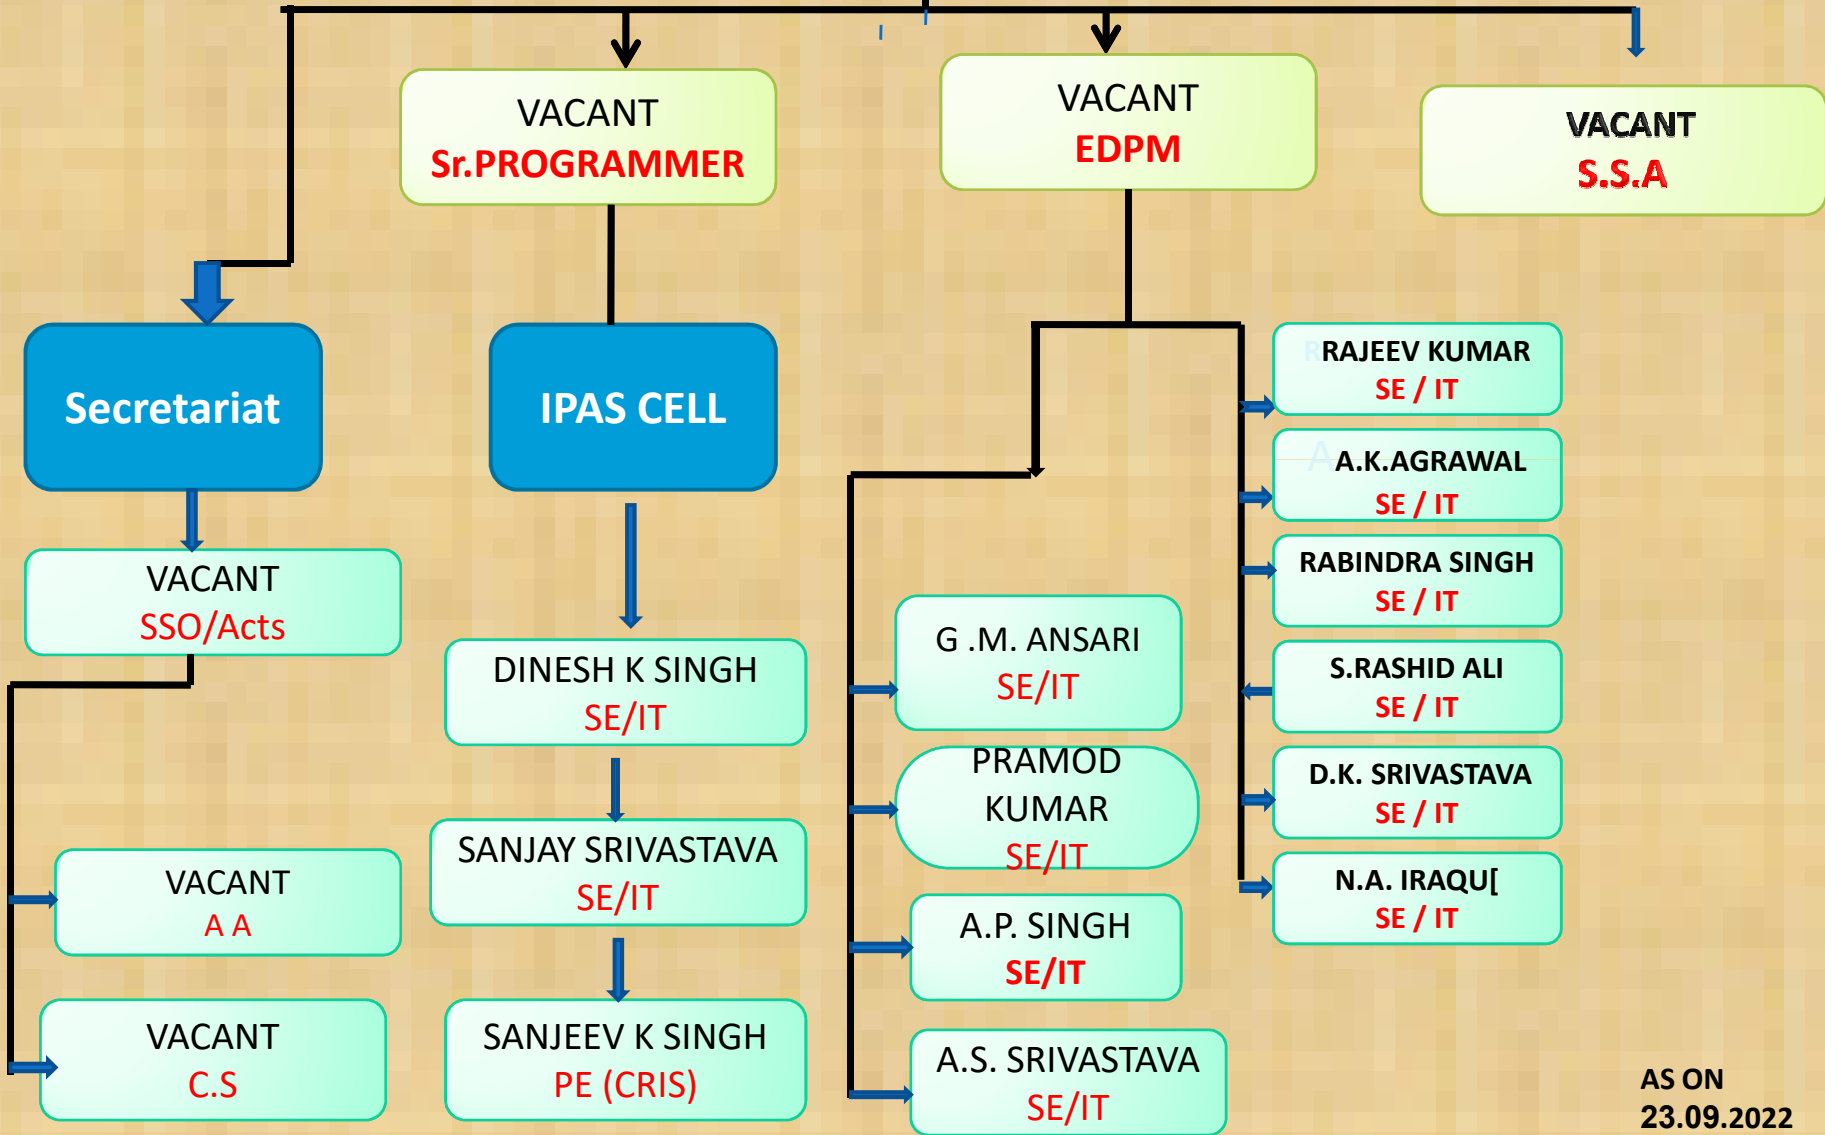 VACANT
Sr.PROGRAMMER
VACANT
EDPM
VACANT
S.S.A
Secretariat
VACANT
SSO/Acts
VACANT
A A
VACANT
C.S
IPAS CELL
DINESH K SINGH
SE/IT
SANJAY SRIVASTAVA
SE/IT
SANJEEV K SINGH
PE (CRIS)
G .M. ANSARI
SE/IT
PRAMOD
KUMAR
SE/IT
A.P. SINGH
SE/IT
A.S. SRIVASTAVA
SE/IT
RRAJEEV KUMAR
SE / IT
A A.K.AGRAWAL
SE / IT
RABINDRA SINGH
SE / IT
S.RASHID ALI
SE / IT
D.K. SRIVASTAVA
SE / IT
N.A. IRAQU[
SE / IT
AS ON
23.09.2022